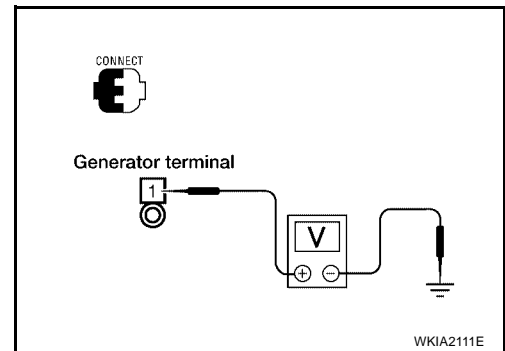 CONNECT
Generator terminal
1
V
+ −
WKIA2111E